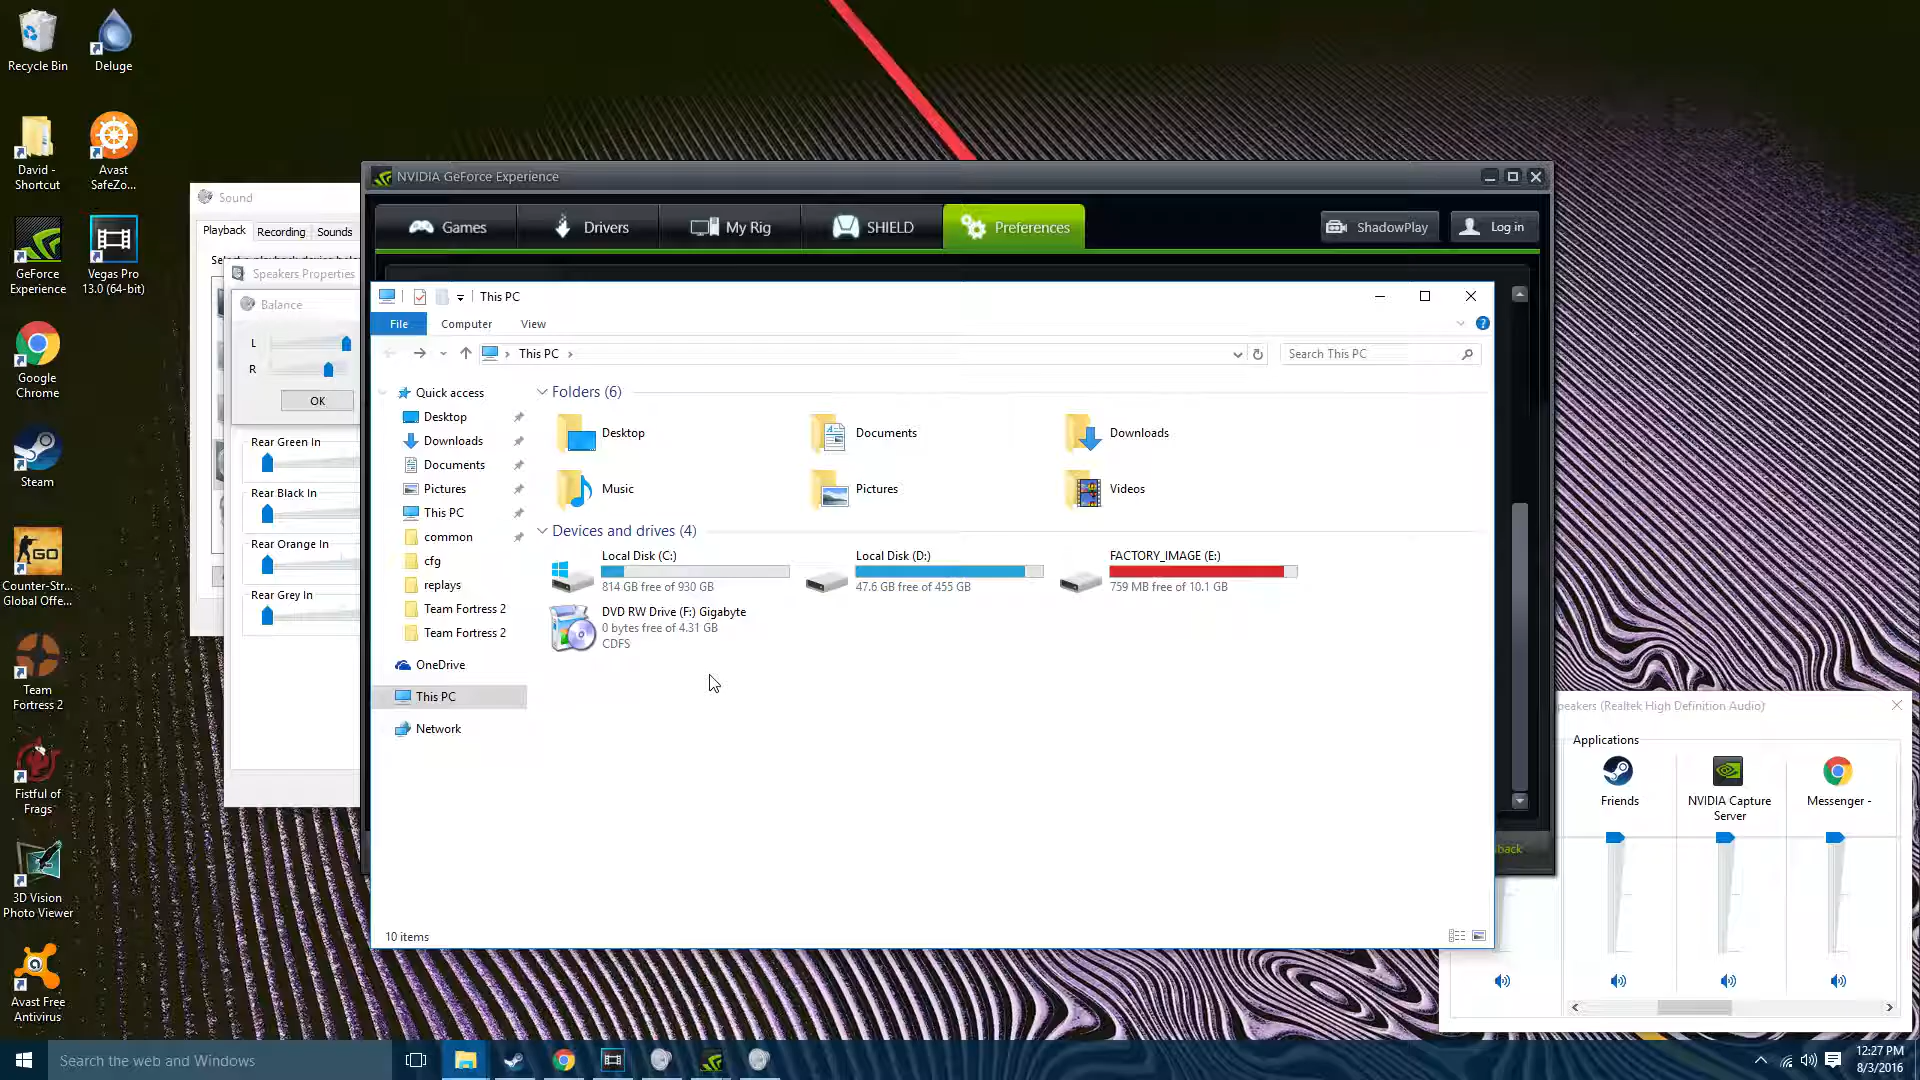 Recycle Bin
Deluge
David -
Shortcut
Avast
SafeZo...
GeForce
Experience
Vegas Pro
13.0 (64-bit)
Google
Chrome
Steam
GO
Counter-Str...
Global Offe...
Team
Fortress 2
Fistful of
Frags
3D Vision
Photo Viewer
Avast Free
Antivirus
Sound
Playback
Recording
Sounds
Speakers Properties
Balance
L
R
OK
Rear Green In
Rear Black In
Rear Orange In
Rear Grey In
NVIDIA GeForce Experience
Games
Drivers
My Rig
SHIELD
Preferences
ShadowPlay
Log in
This PC
File
Computer
View
This PC
Search This PC
Quick access
Desktop
Downloads
Documents
Pictures
This PC
common
cfg
replays
Team Fortress 2
Team Fortress 2
OneDrive
This PC
Network
Folders (6)
Desktop
Documents
Downloads
Music
Pictures
Videos
Devices and drives (4)
Local Disk (C:)
814 GB free of 930 GB
Local Disk (D:)
47.6 GB free of 455 GB
FACTORY_IMAGE (E:)
759 MB free of 10.1 GB
DVD RW Drive (F:) Gigabyte
0 bytes free of 4.31 GB
CDFS
10 items
back
peakers (Realtek High Definition Audio)
Applications
Friends
NVIDIA Capture
Server
Messenger -
Search the web and Windows
12:27 PM
8/3/2016